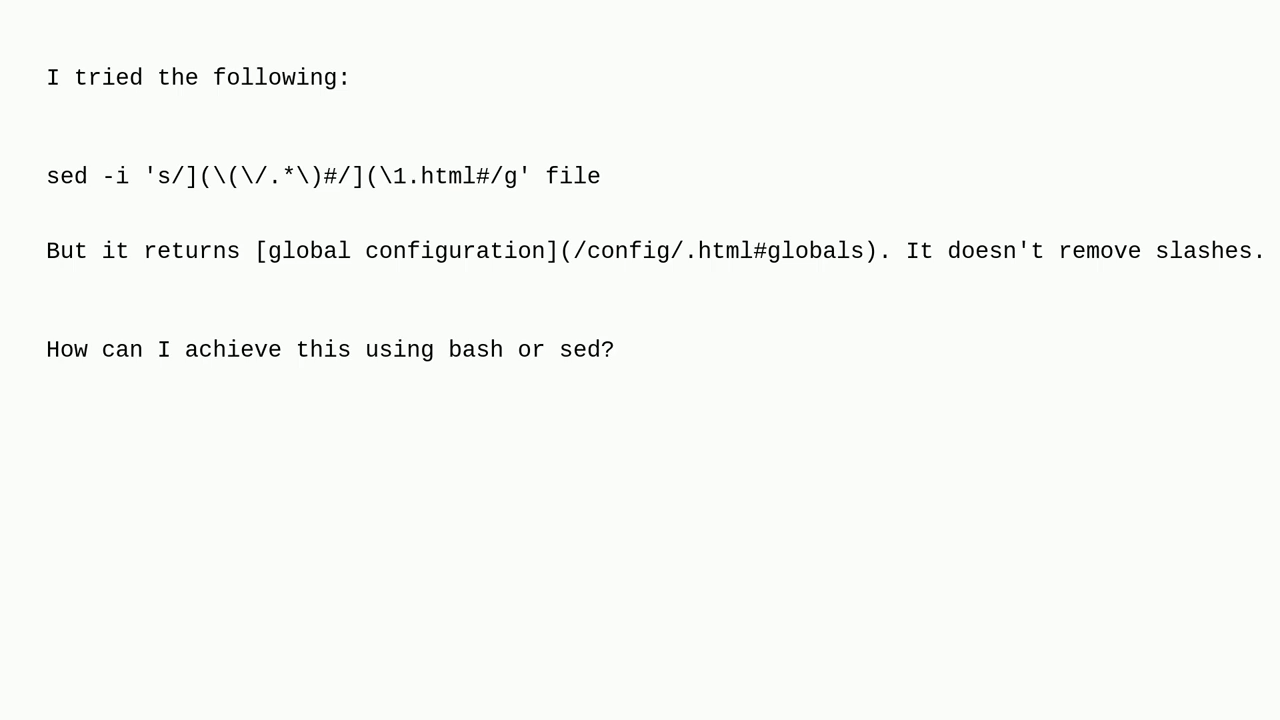 I tried the following:
sed -i 's/](\(\/.*\)#/](\1.html#/g' file
But it returns [global configuration](/config/.html#globals). It doesn't remove slashes.
How can I achieve this using bash or sed?